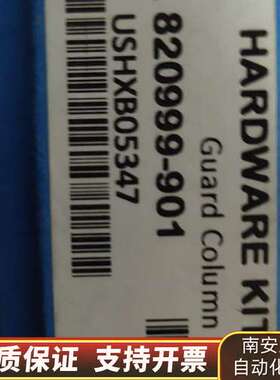 HARDWARE KIT
Guard Column
820999-901
USHXB05347
质保证 支持开票
南安
自动化